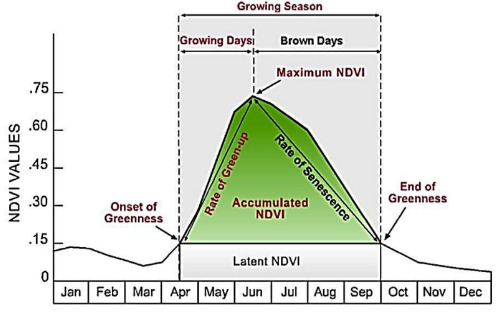 Growing Season
Growing Days
Brown Days
Maximum NDVI
NDVI VALUES
.75
.60
.45
.30
.15
0
Onset of
Greenness
Rate of Green-up
Rate of Senescence
End of
Greenness
Accumulated
NDVI
Latent NDVI
Jan Feb Mar Apr May Jun Jul Aug Sep Oct Nov Dec